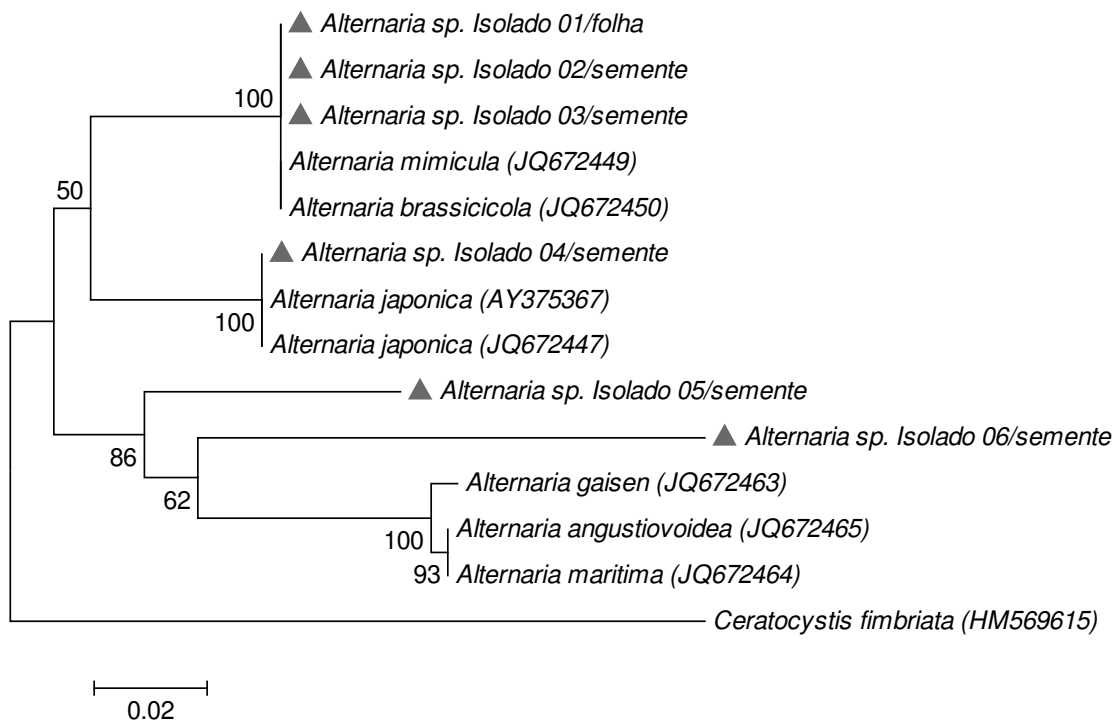 Alternaria sp. Isolado 01/folha
Alternaria sp. Isolado 02/semente
100
Alternaria sp. Isolado 03/semente
Alternaria mimicula (JQ672449)
50
Alternaria brassicicola (JQ672450)
Alternaria sp. Isolado 04/semente
Alternaria japonica (AY375367)
100
Alternaria japonica (JQ672447)
Alternaria sp. Isolado 05/semente
Alternaria sp. Isolado 06/semente
86
Alternaria gaisen (JQ672463)
62
Alternaria angustiovoidea (JQ672465)
100
93
Alternaria maritima (JQ672464)
Ceratocystis fimbriata (HM569615)
0.02